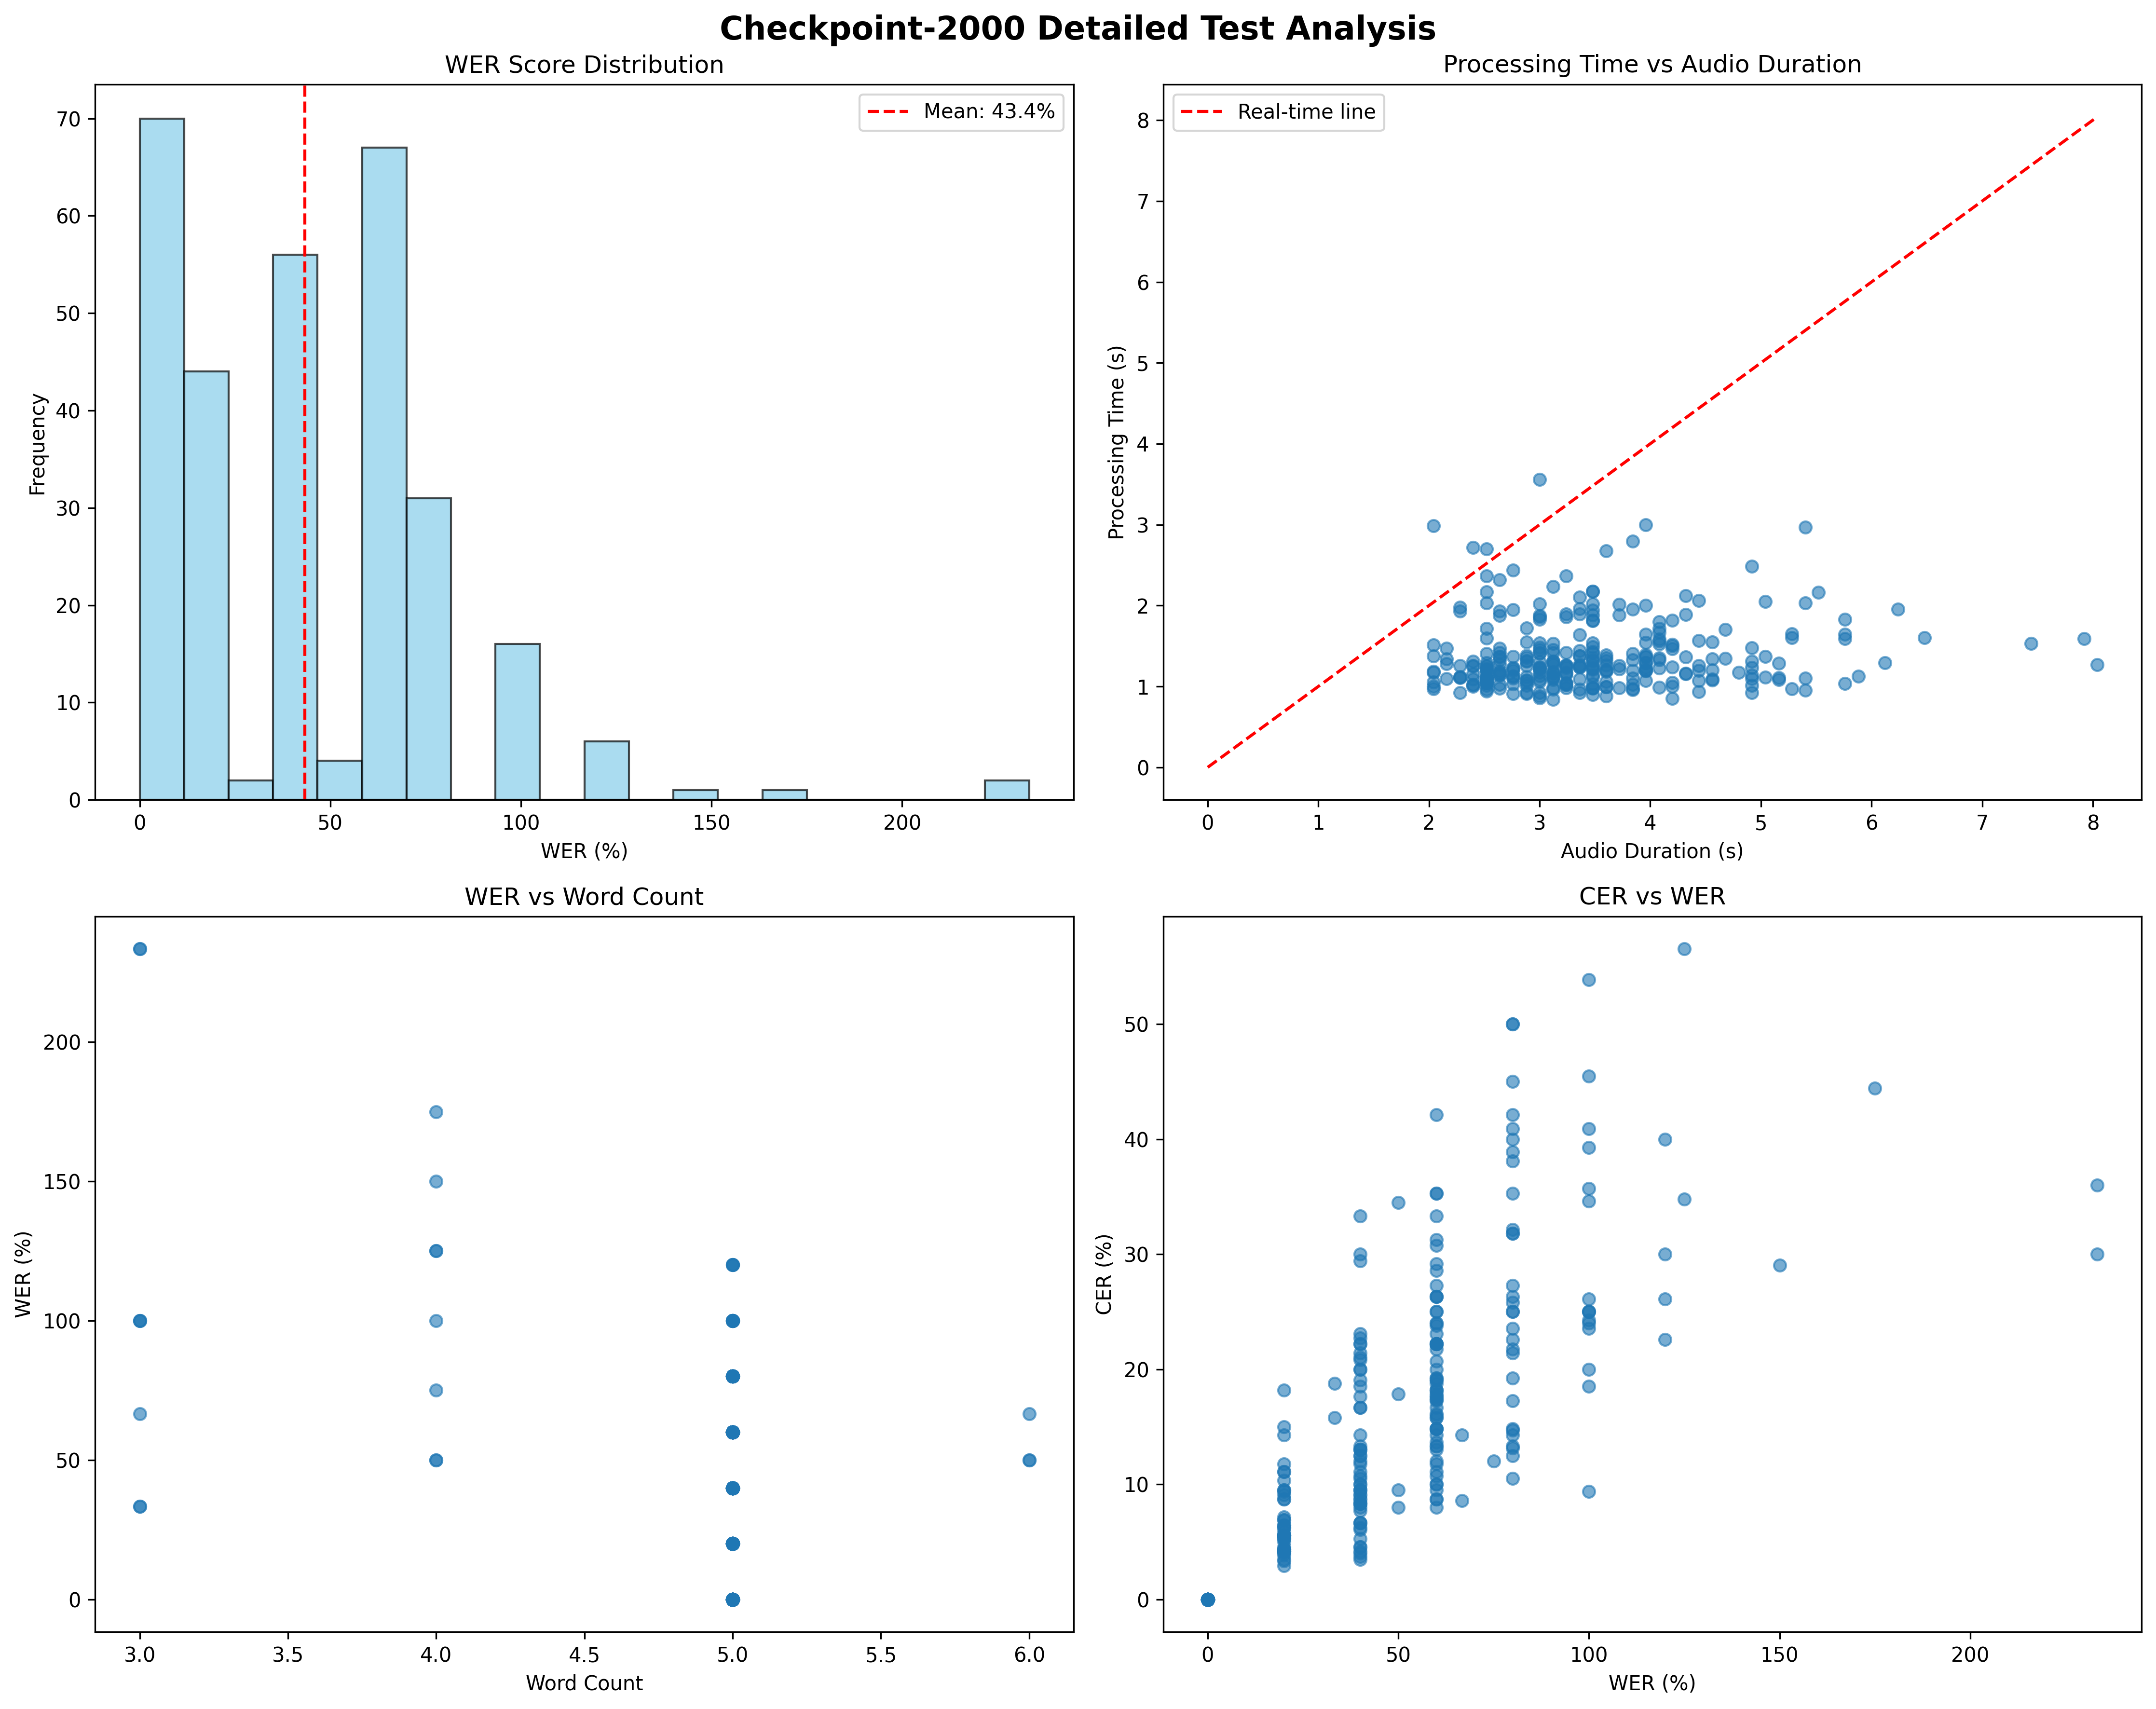 Checkpoint-2000 Detailed Test Analysis
WER Score Distribution
Mean: 43.4%
Frequency
70
60
50
40
30
20
10
0
0 50 100 150 200
WER (%)
Processing Time vs Audio Duration
Real-time line
Processing Time (s)
8
7
6
5
4
3
2
1
0
0 1 2 3 4 5 6 7 8
Audio Duration (s)
WER vs Word Count
WER (%)
200
150
100
50
0
3.0 3.5 4.0 4.5 5.0 5.5 6.0
Word Count
CER vs WER
CER (%)
50
40
30
20
10
0
0 50 100 150 200
WER (%)